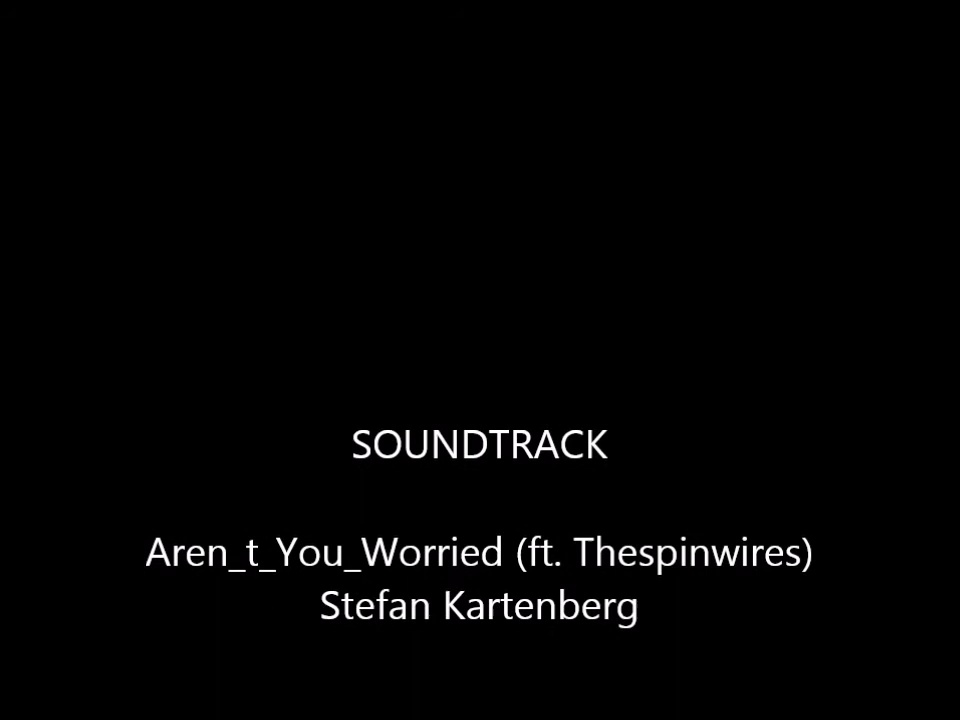 SOUNDTRACK
Aren_t_You_Worried (ft. Thespinwires)
Stefan Kartenberg